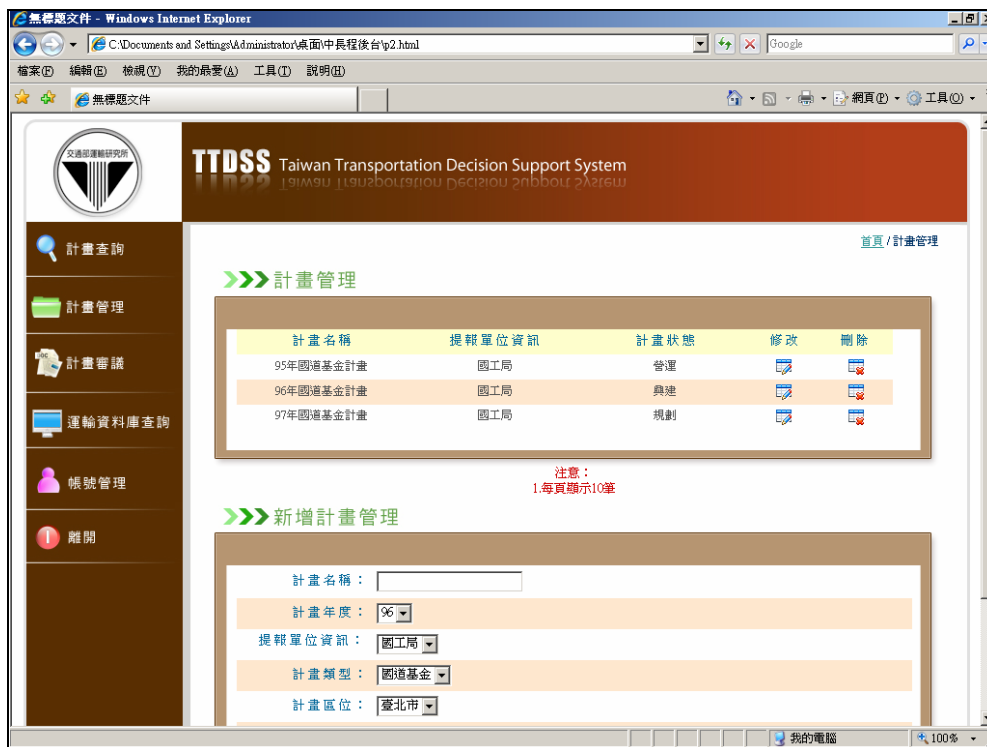 無標題文件 - Windows Internet Explorer
C:\Documents and Settings\Administrator\桌面\中長程後台\p2.html
Google
檔案(F) 編輯(E) 檢視(V) 我的最愛(A) 工具(T) 說明(H)
無標題文件
網頁(P) 工具(O)
交通部運輸研究所
TTDSS Taiwan Transportation Decision Support System
首頁 / 計畫管理
計畫查詢
計畫管理
計畫審議
運輸資料庫查詢
帳號管理
離開
計畫管理
計畫名稱 提報單位資訊 計畫狀態 修改 刪除
95年國道基金計畫 國工局 營運
96年國道基金計畫 國工局 興建
97年國道基金計畫 國工局 規劃
注意：
1.每頁顯示10筆
新增計畫管理
計畫名稱：
計畫年度： 96
提報單位資訊： 國工局
計畫類型： 國道基金
計畫區位： 臺北市
我的電腦 100%